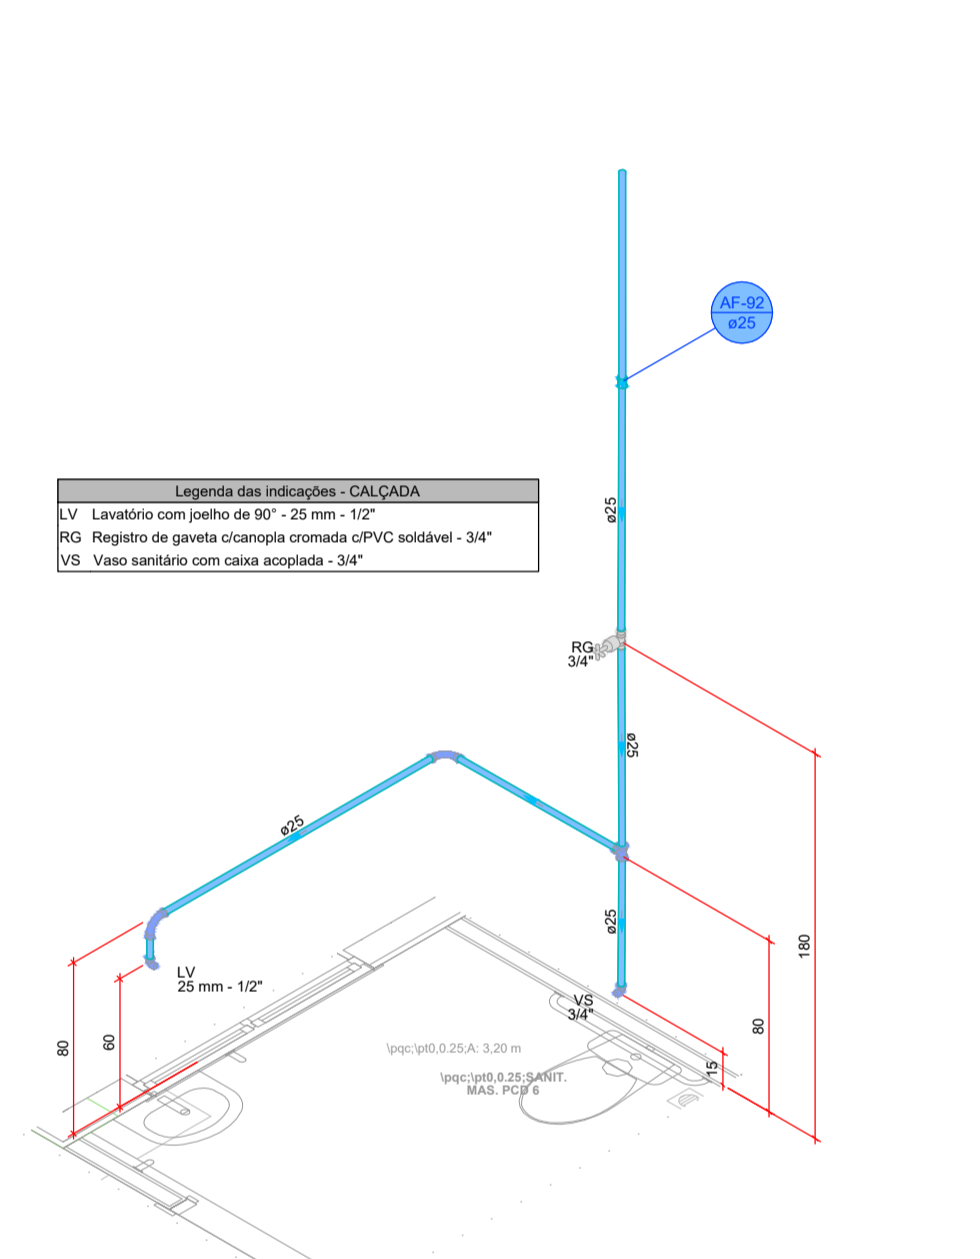 AF-92
ø25
ø25
Legenda das indicações - CALÇADA
LV Lavatório com joelho de 90° - 25 mm - 1/2"
RG Registro de gaveta c/canopla cromada c/PVC soldável - 3/4"
VS Vaso sanitário com caixa acoplada - 3/4"
RG
3/4"
ø25
ø25
ø25
180
LV
25 mm - 1/2"
VS
3/4"
80
60
80
15
\pqc;\pt0,0.25;A: 3,20 m
\pqc;\pt0,0.25;SANIT.
MAS. PCD 6